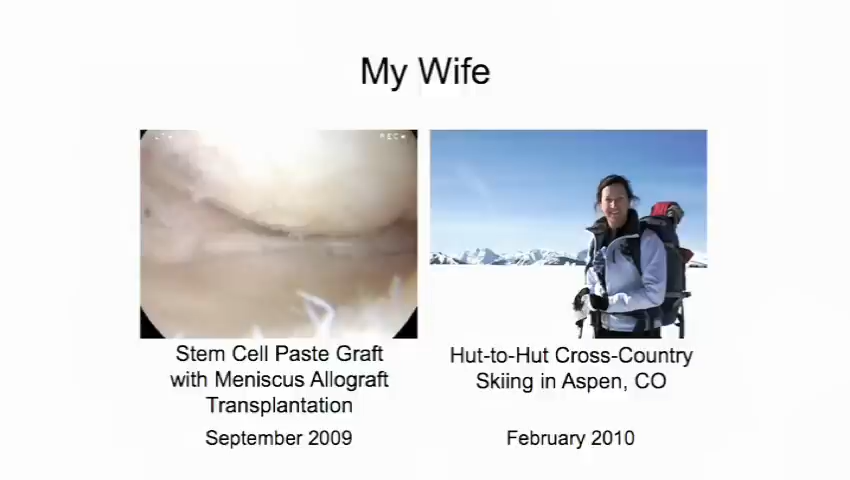 My Wife
Stem Cell Paste Graft
with Meniscus Allograft
Transplantation
September 2009
Hut-to-Hut Cross-Country
Skiing in Aspen, CO
February 2010